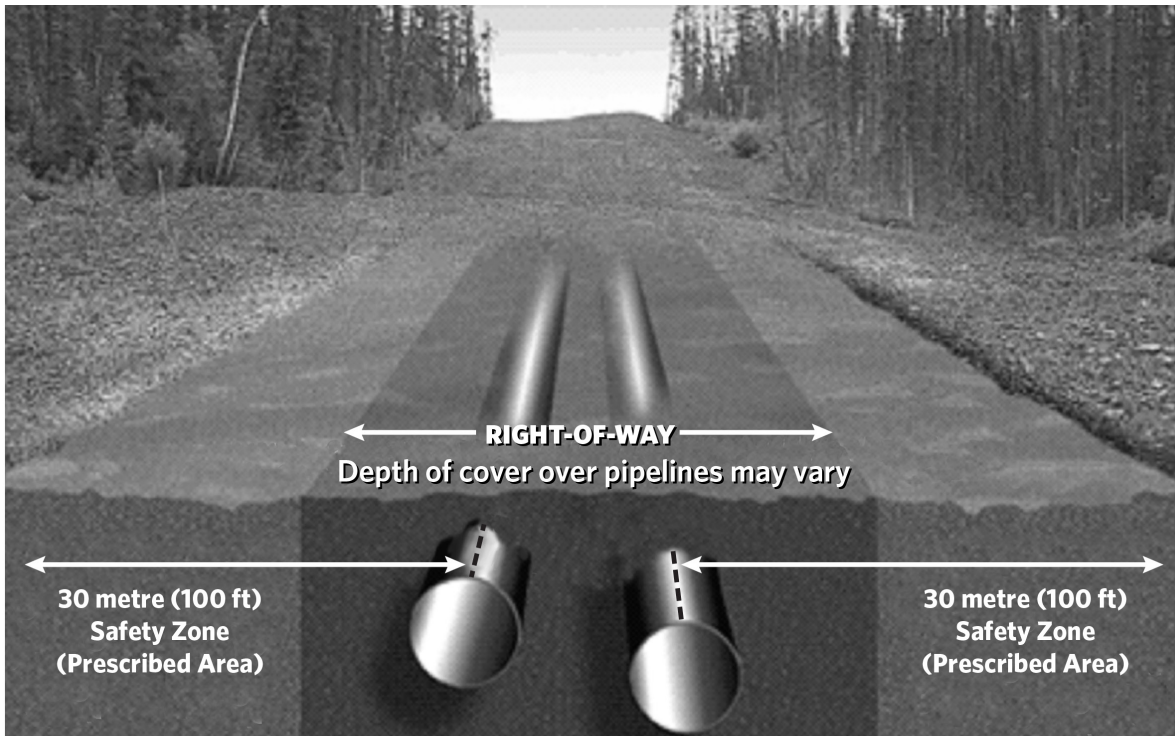 RIGHT-OF-WAY
Depth of cover over pipelines may vary
30 metre (100 ft)
Safety Zone
(Prescribed Area)
30 metre (100 ft)
Safety Zone
(Prescribed Area)